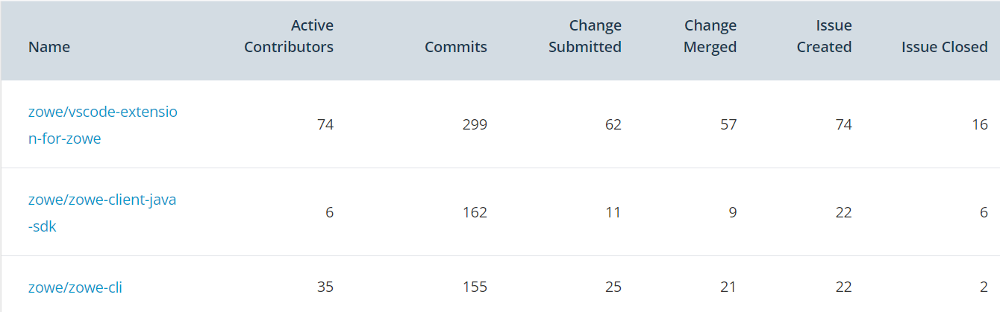 Name Active Contributors Commits Change Submitted Change Merged Issue Created Issue Closed
zowe/vscode-extensio
n-for-zowe 74 299 62 57 74 16
zowe/zowe-client-java
-sdk 6 162 11 9 22 6
zowe/zowe-cli 35 155 25 21 22 2